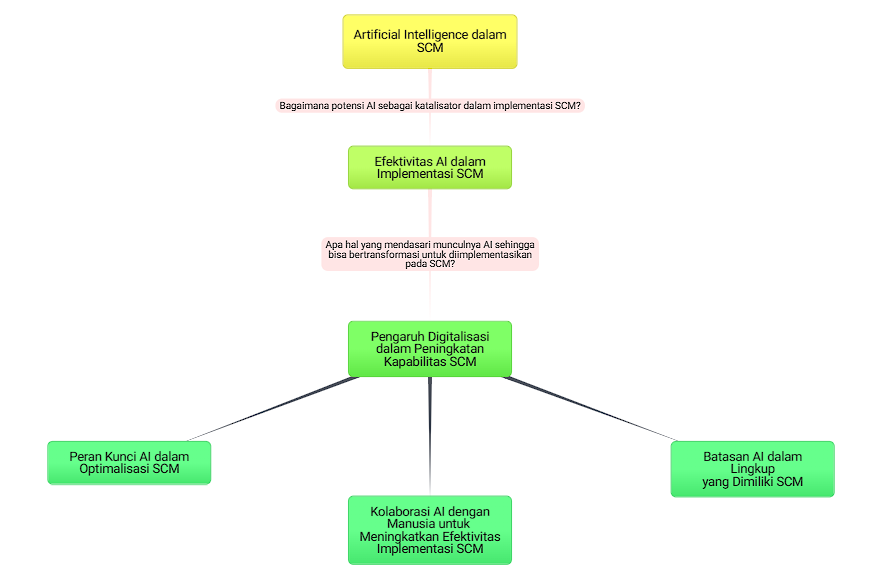 Artificial Intelligence dalam
SCM
Bagaimana potensi AI sebagai katalisator dalam implementasi SCM?
Efektivitas AI dalam
Implementasi SCM
Apa hal yang mendasari munculnya AI sehingga
bisa bertransformasi untuk diimplementasikan
pada SCM?
Pengaruh Digitalisasi
dalam Peningkatan
Kapabilitas SCM
Peran Kunci AI dalam
Optimalisasi SCM
Kolaborasi AI dengan
Manusia untuk
Meningkatkan Efektivitas
Implementasi SCM
Batasan AI dalam
Lingkup
yang Dimiliki SCM